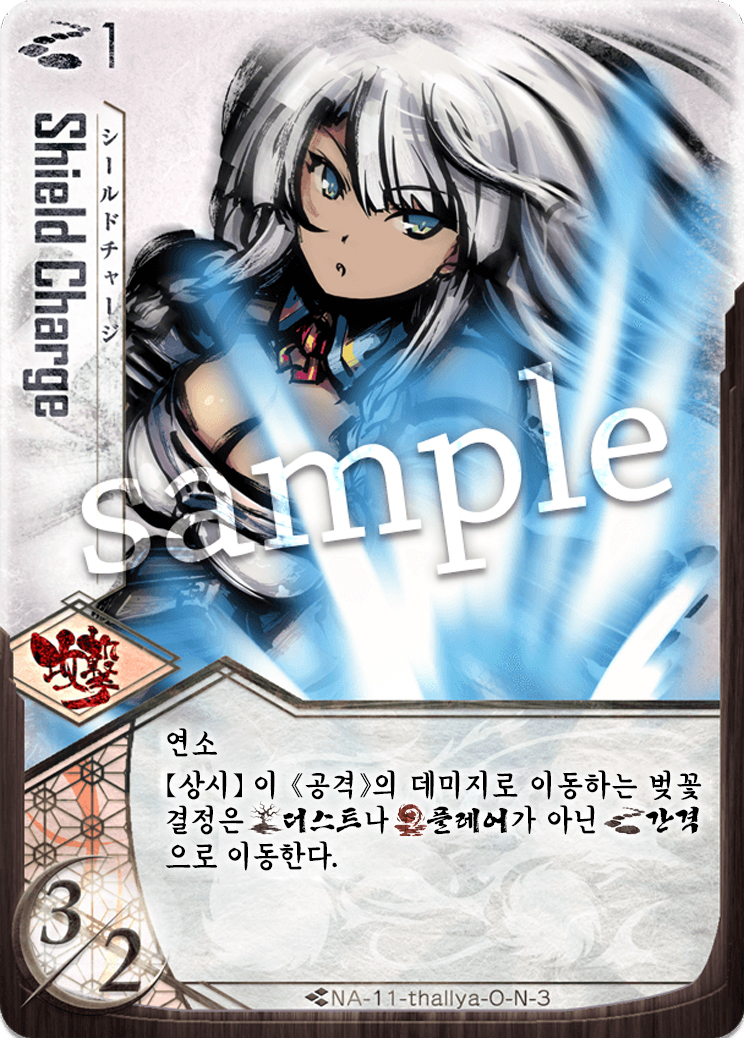 1
Shield Charge
シールドチャージ
sample
攻撃
연소
【상시】 이 《공격》의 데미지로 이동하는 벚꽃
결정은 더스트나 플레어가 아닌 간격
으로 이동한다.
3/2
NA-11-thallya-O-N-3